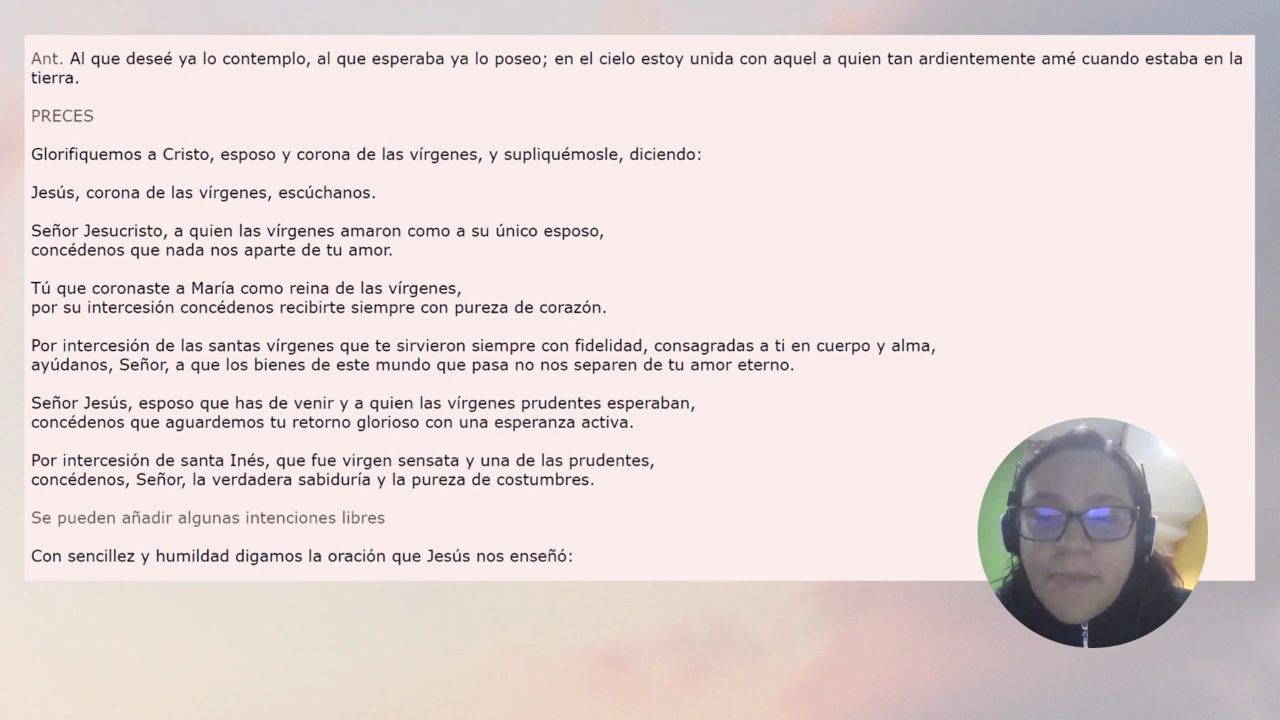 Ant. Al que deseé ya lo contemplo, al que esperaba ya lo poseo; en el cielo estoy unida con aquel a quien tan ardientemente amé cuando estaba en la
tierra.
PRECES
Glorifiquemos a Cristo, esposo y corona de las vírgenes, y supliquémosle, diciendo:
Jesús, corona de las vírgenes, escúchanos.
Señor Jesucristo, a quien las vírgenes amaron como a su único esposo,
concédenos que nada nos aparte de tu amor.
Tú que coronaste a María como reina de las vírgenes,
por su intercesión concédenos recibirte siempre con pureza de corazón.
Por intercesión de las santas vírgenes que te sirvieron siempre con fidelidad, consagradas a ti en cuerpo y alma,
ayúdanos, Señor, a que los bienes de este mundo que pasa no nos separen de tu amor eterno.
Señor Jesús, esposo que has de venir y a quien las vírgenes prudentes esperaban,
concédenos que aguardemos tu retorno glorioso con una esperanza activa.
Por intercesión de santa Inés, que fue virgen sensata y una de las prudentes,
concédenos, Señor, la verdadera sabiduría y la pureza de costumbres.
Se pueden añadir algunas intenciones libres
Con sencillez y humildad digamos la oración que Jesús nos enseñó: